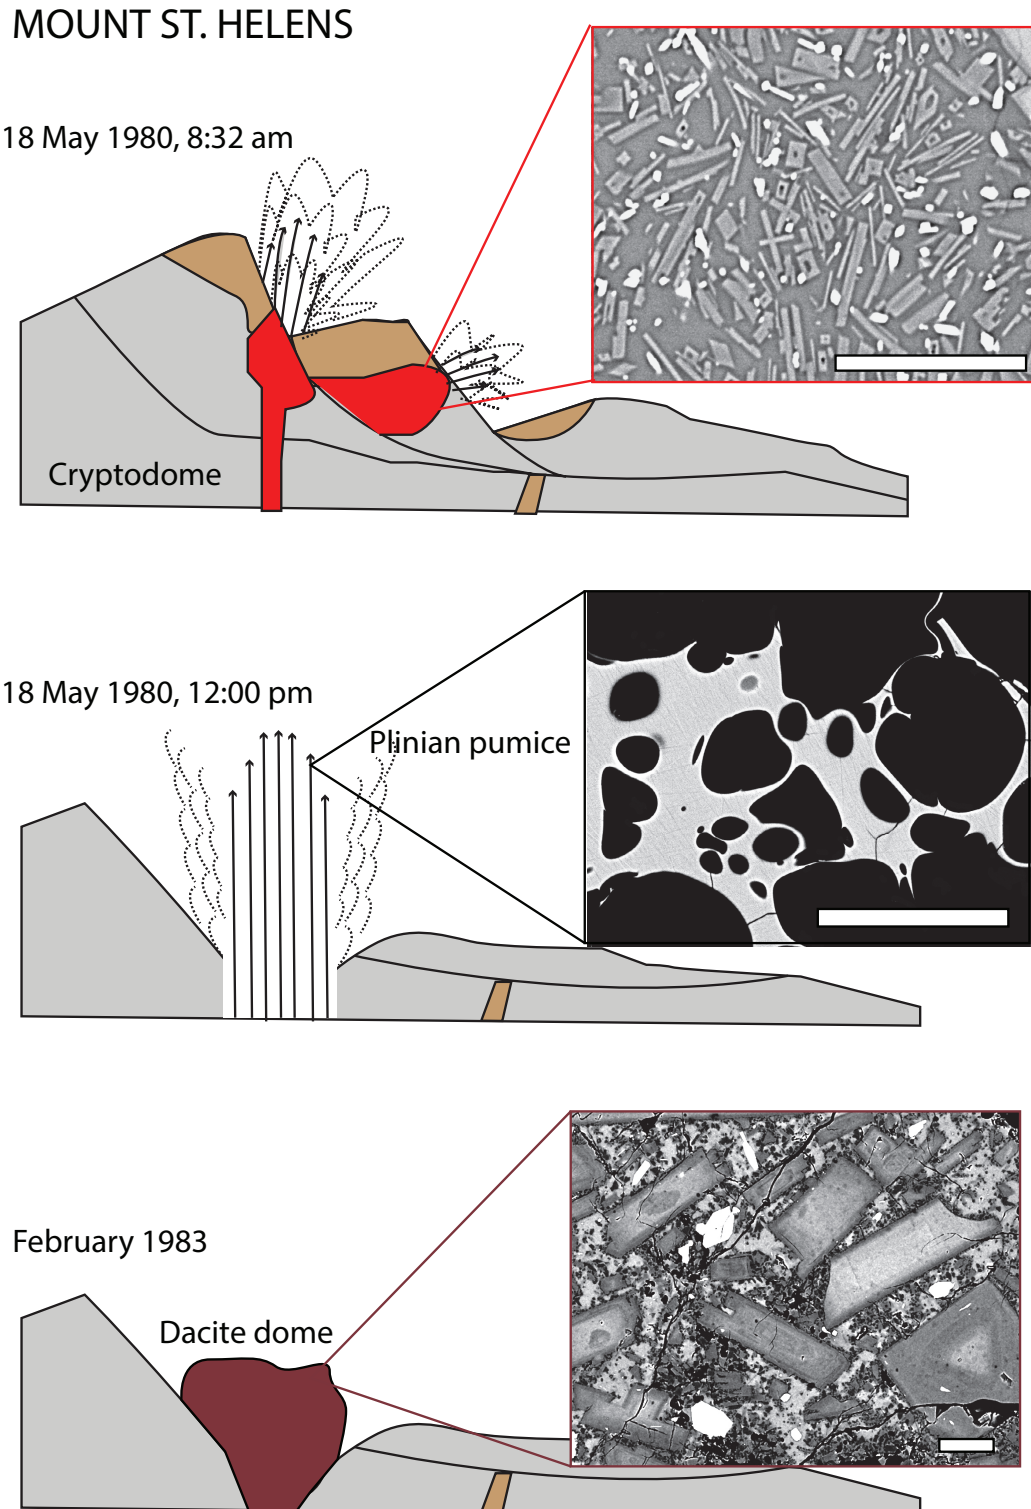 MOUNT ST. HELENS
18 May 1980, 8:32 am
Cryptodome
18 May 1980, 12:00 pm
Plinian pumice
February 1983
Dacite dome